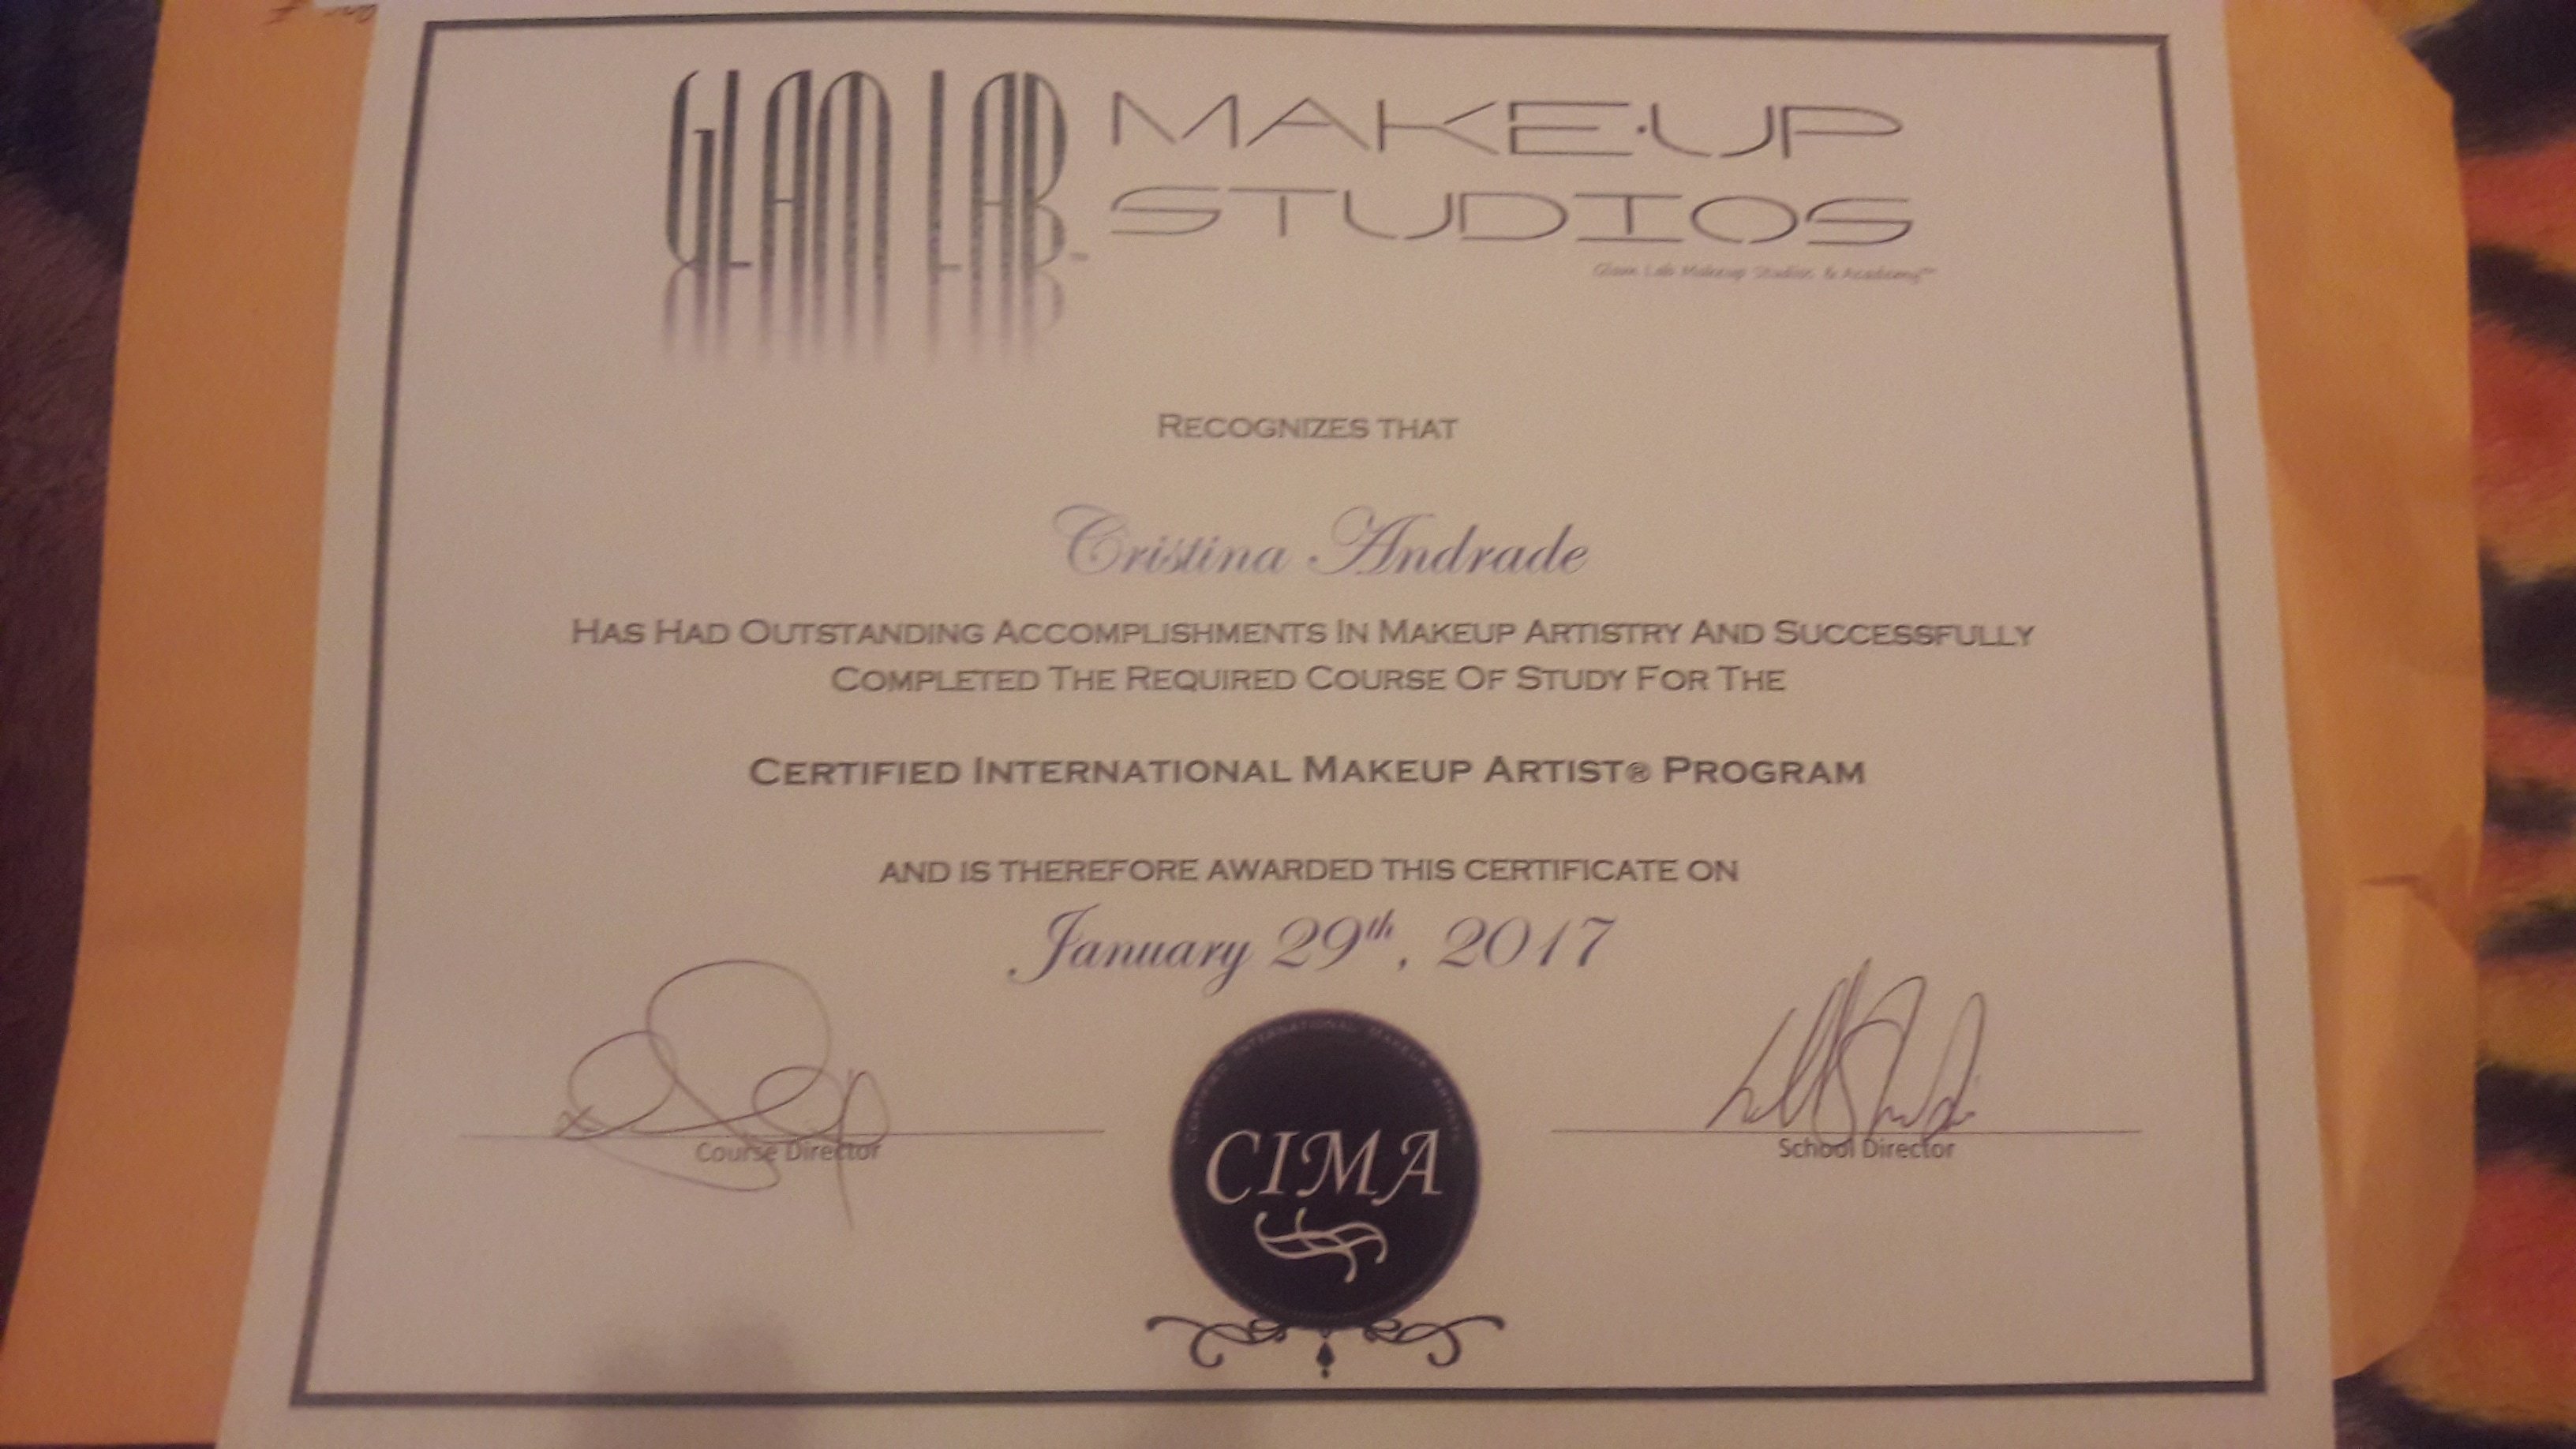 GLAM LAB™ MAKE·UP
STUDIOS
Glam Lab Makeup Studios & Academy™
RECOGNIZES THAT
Cristina Andrade
HAS HAD OUTSTANDING ACCOMPLISHMENTS IN MAKEUP ARTISTRY AND SUCCESSFULLY
COMPLETED THE REQUIRED COURSE OF STUDY FOR THE
CERTIFIED INTERNATIONAL MAKEUP ARTIST® PROGRAM
AND IS THEREFORE AWARDED THIS CERTIFICATE ON
January 29th, 2017
Course Director
CERTIFIED INTERNATIONAL MAKEUP ARTIST
CIMA
School Director